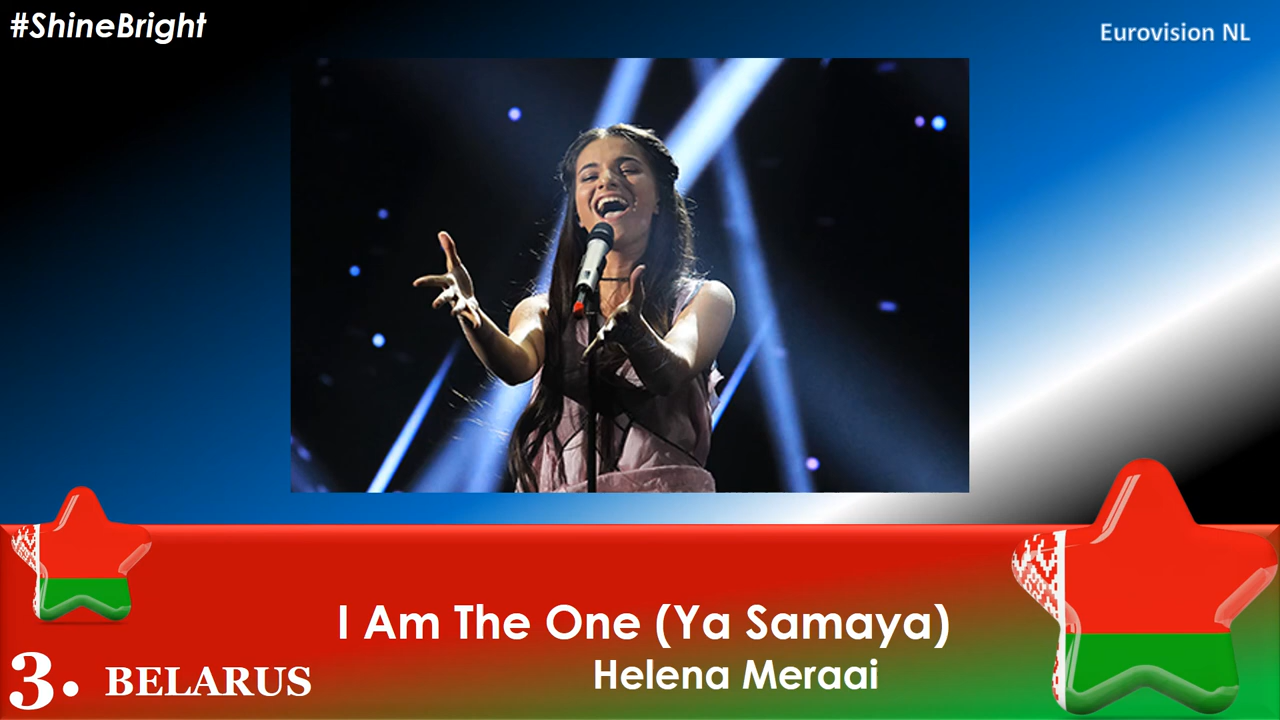 #ShineBright
Eurovision NL
I Am The One (Ya Samaya)
Helena Meraai
3. BELARUS